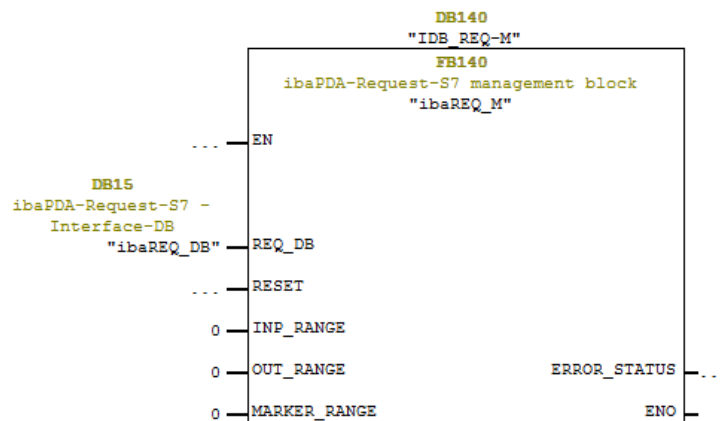 DB140
"IDB_REQ-M"
FB140
ibaPDA-Request-S7 management block
"ibaREQ_M"
... EN
DB15
ibaPDA-Request-S7 -
Interface-DB
"ibaREQ_DB" REQ_DB
... RESET
0 INP_RANGE
0 OUT_RANGE ERROR_STATUS ..
0 MARKER_RANGE ENO